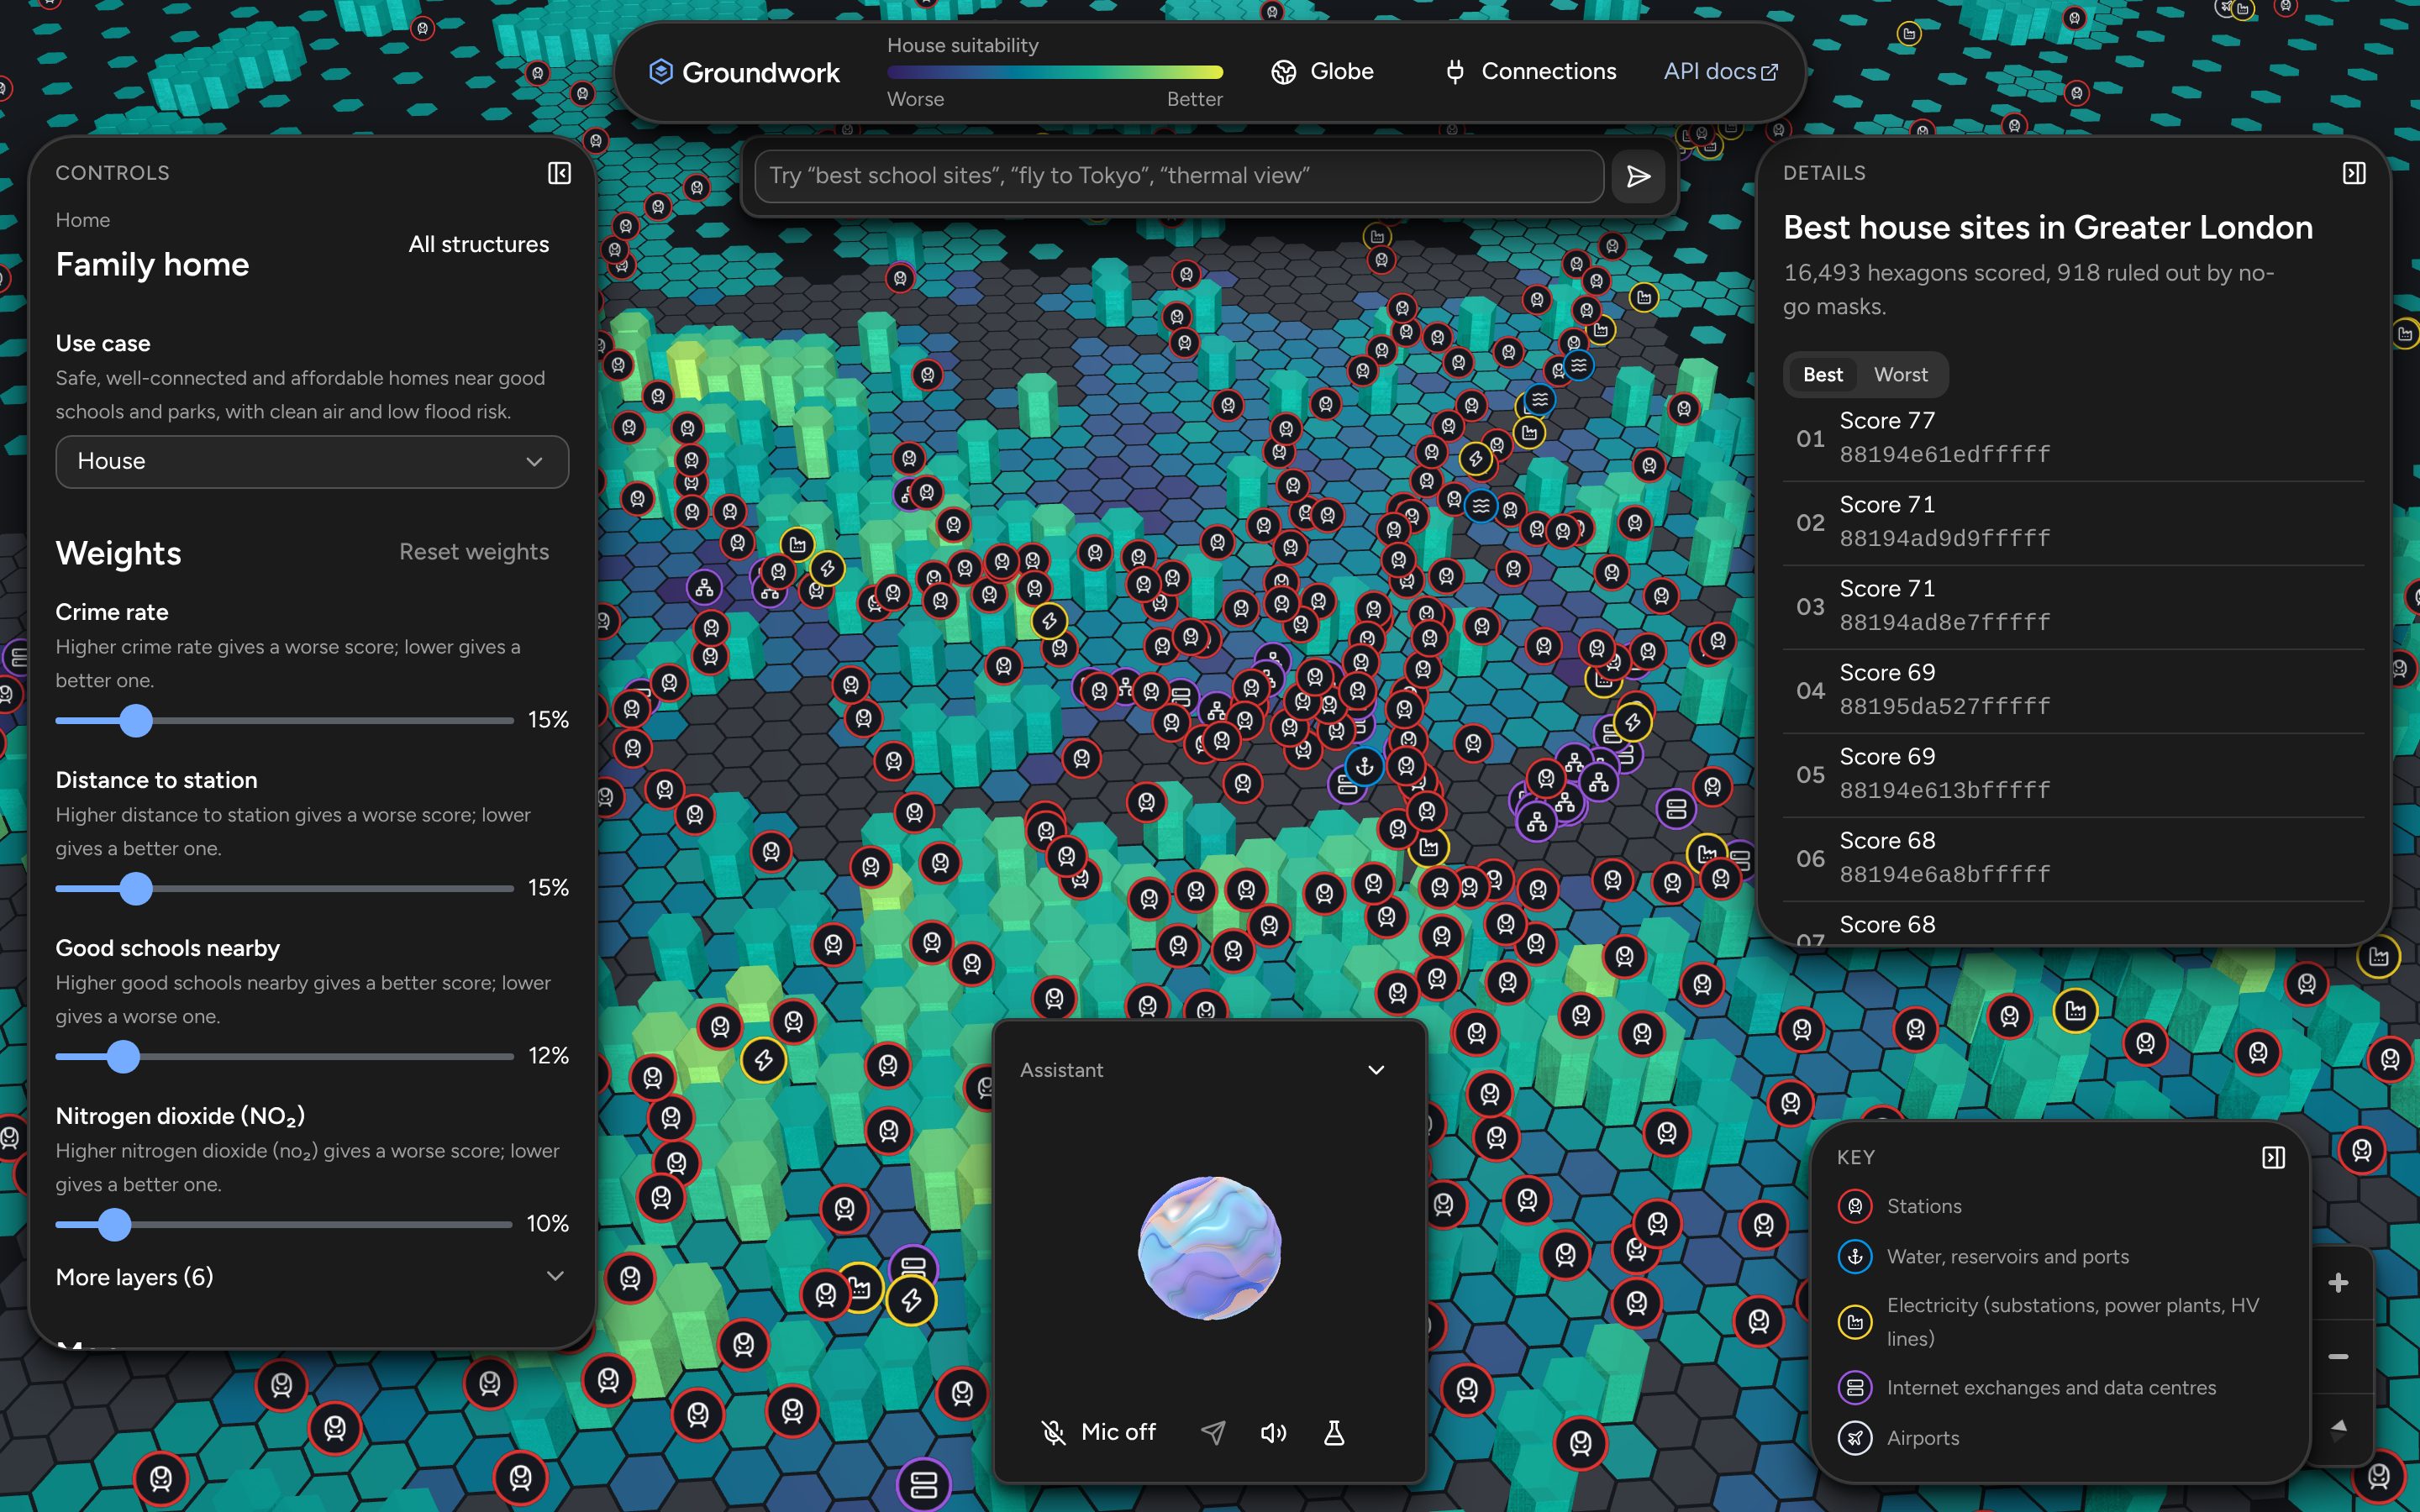 Groundwork
House suitability
Worse
Better
Globe
Connections
API docs
Try “best school sites”, “fly to Tokyo”, “thermal view”
CONTROLS
Home
Family home
All structures
Use case
Safe, well-connected and affordable homes near good
schools and parks, with clean air and low flood risk.
House
Weights
Reset weights
Crime rate
Higher crime rate gives a worse score; lower gives a
better one.
15%
Distance to station
Higher distance to station gives a worse score; lower
gives a better one.
15%
Good schools nearby
Higher good schools nearby gives a better score; lower
gives a worse one.
12%
Nitrogen dioxide (NO₂)
Higher nitrogen dioxide (no₂) gives a worse score; lower
gives a better one.
10%
More layers (6)
DETAILS
Best house sites in Greater London
16,493 hexagons scored, 918 ruled out by no-
go masks.
Best
Worst
01
Score 77
88194e61edfffff
02
Score 71
88194ad9d9fffff
03
Score 71
88194ad8e7fffff
04
Score 69
88195da527fffff
05
Score 69
88194e613bfffff
06
Score 68
88194e6a8bfffff
07
Score 68
Assistant
Mic off
KEY
Stations
Water, reservoirs and ports
Electricity (substations, power plants, HV
lines)
Internet exchanges and data centres
Airports